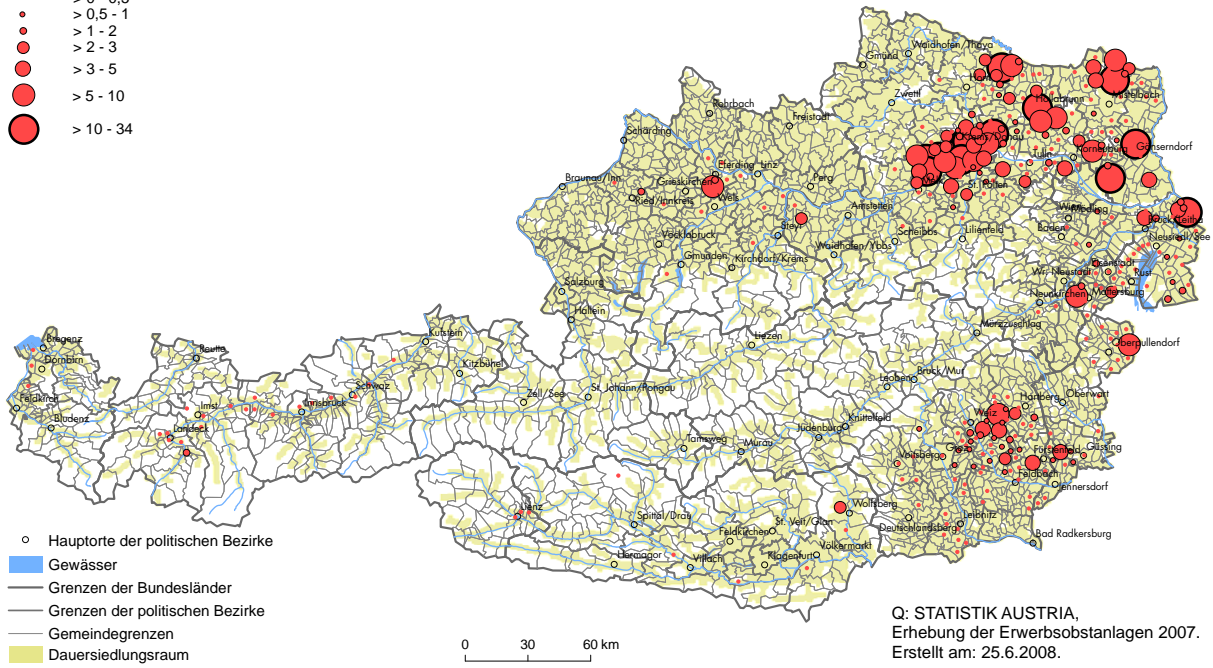 > 0,5 - 1
> 1 - 2
> 2 - 3
> 3 - 5
> 5 - 10
> 10 - 34
Waidhofen/Thaya
Gmünd
Zwettl
Hollabrunn
Mistelbach
Rohrbach
Freistadt
Schärding
Krems/Donau
Korneuburg
Gänserndorf
Tulln
Eferding
Linz
Braunau/Inn
Grieskirchen
Perg
Melk
St. Pölten
Ried/Innkreis
Wels
Amstetten
Wien
Mödling
Bruck/Leitha
Steyr
Scheibbs
Lilienfeld
Baden
Neusiedl/See
Vöcklabruck
Waidhofen/Ybbs
Gmunden
Kirchdorf/Krems
Eisenstadt
Wr. Neustadt
Rust
Salzburg
Neunkirchen
Mattersburg
Hallein
Mürzzuschlag
Bregenz
Dornbirn
Reutte
Kufstein
Kitzbühel
Liezen
Oberpullendorf
Schwaz
Zell/See
St. Johann/Pongau
Leoben
Bruck/Mur
Feldkirch
Imst
Innsbruck
Hartberg
Oberwart
Bludenz
Landeck
Weiz
Knittelfeld
Judenburg
Tamsweg
Murau
Voitsberg
Graz
Fürstenfeld
Güssing
Feldbach
Jennersdorf
Lienz
Spittal/Drau
St. Veit/Glan
Wolfsberg
Feldkirchen
Deutschlandsberg
Leibnitz
Bad Radkersburg
Hermagor
Villach
Klagenfurt
Völkermarkt
Hauptorte der politischen Bezirke
Gewässer
Grenzen der Bundesländer
Grenzen der politischen Bezirke
Gemeindegrenzen
Dauersiedlungsraum
0 30 60 km
Q: STATISTIK AUSTRIA,
Erhebung der Erwerbsobstanlagen 2007.
Erstellt am: 25.6.2008.